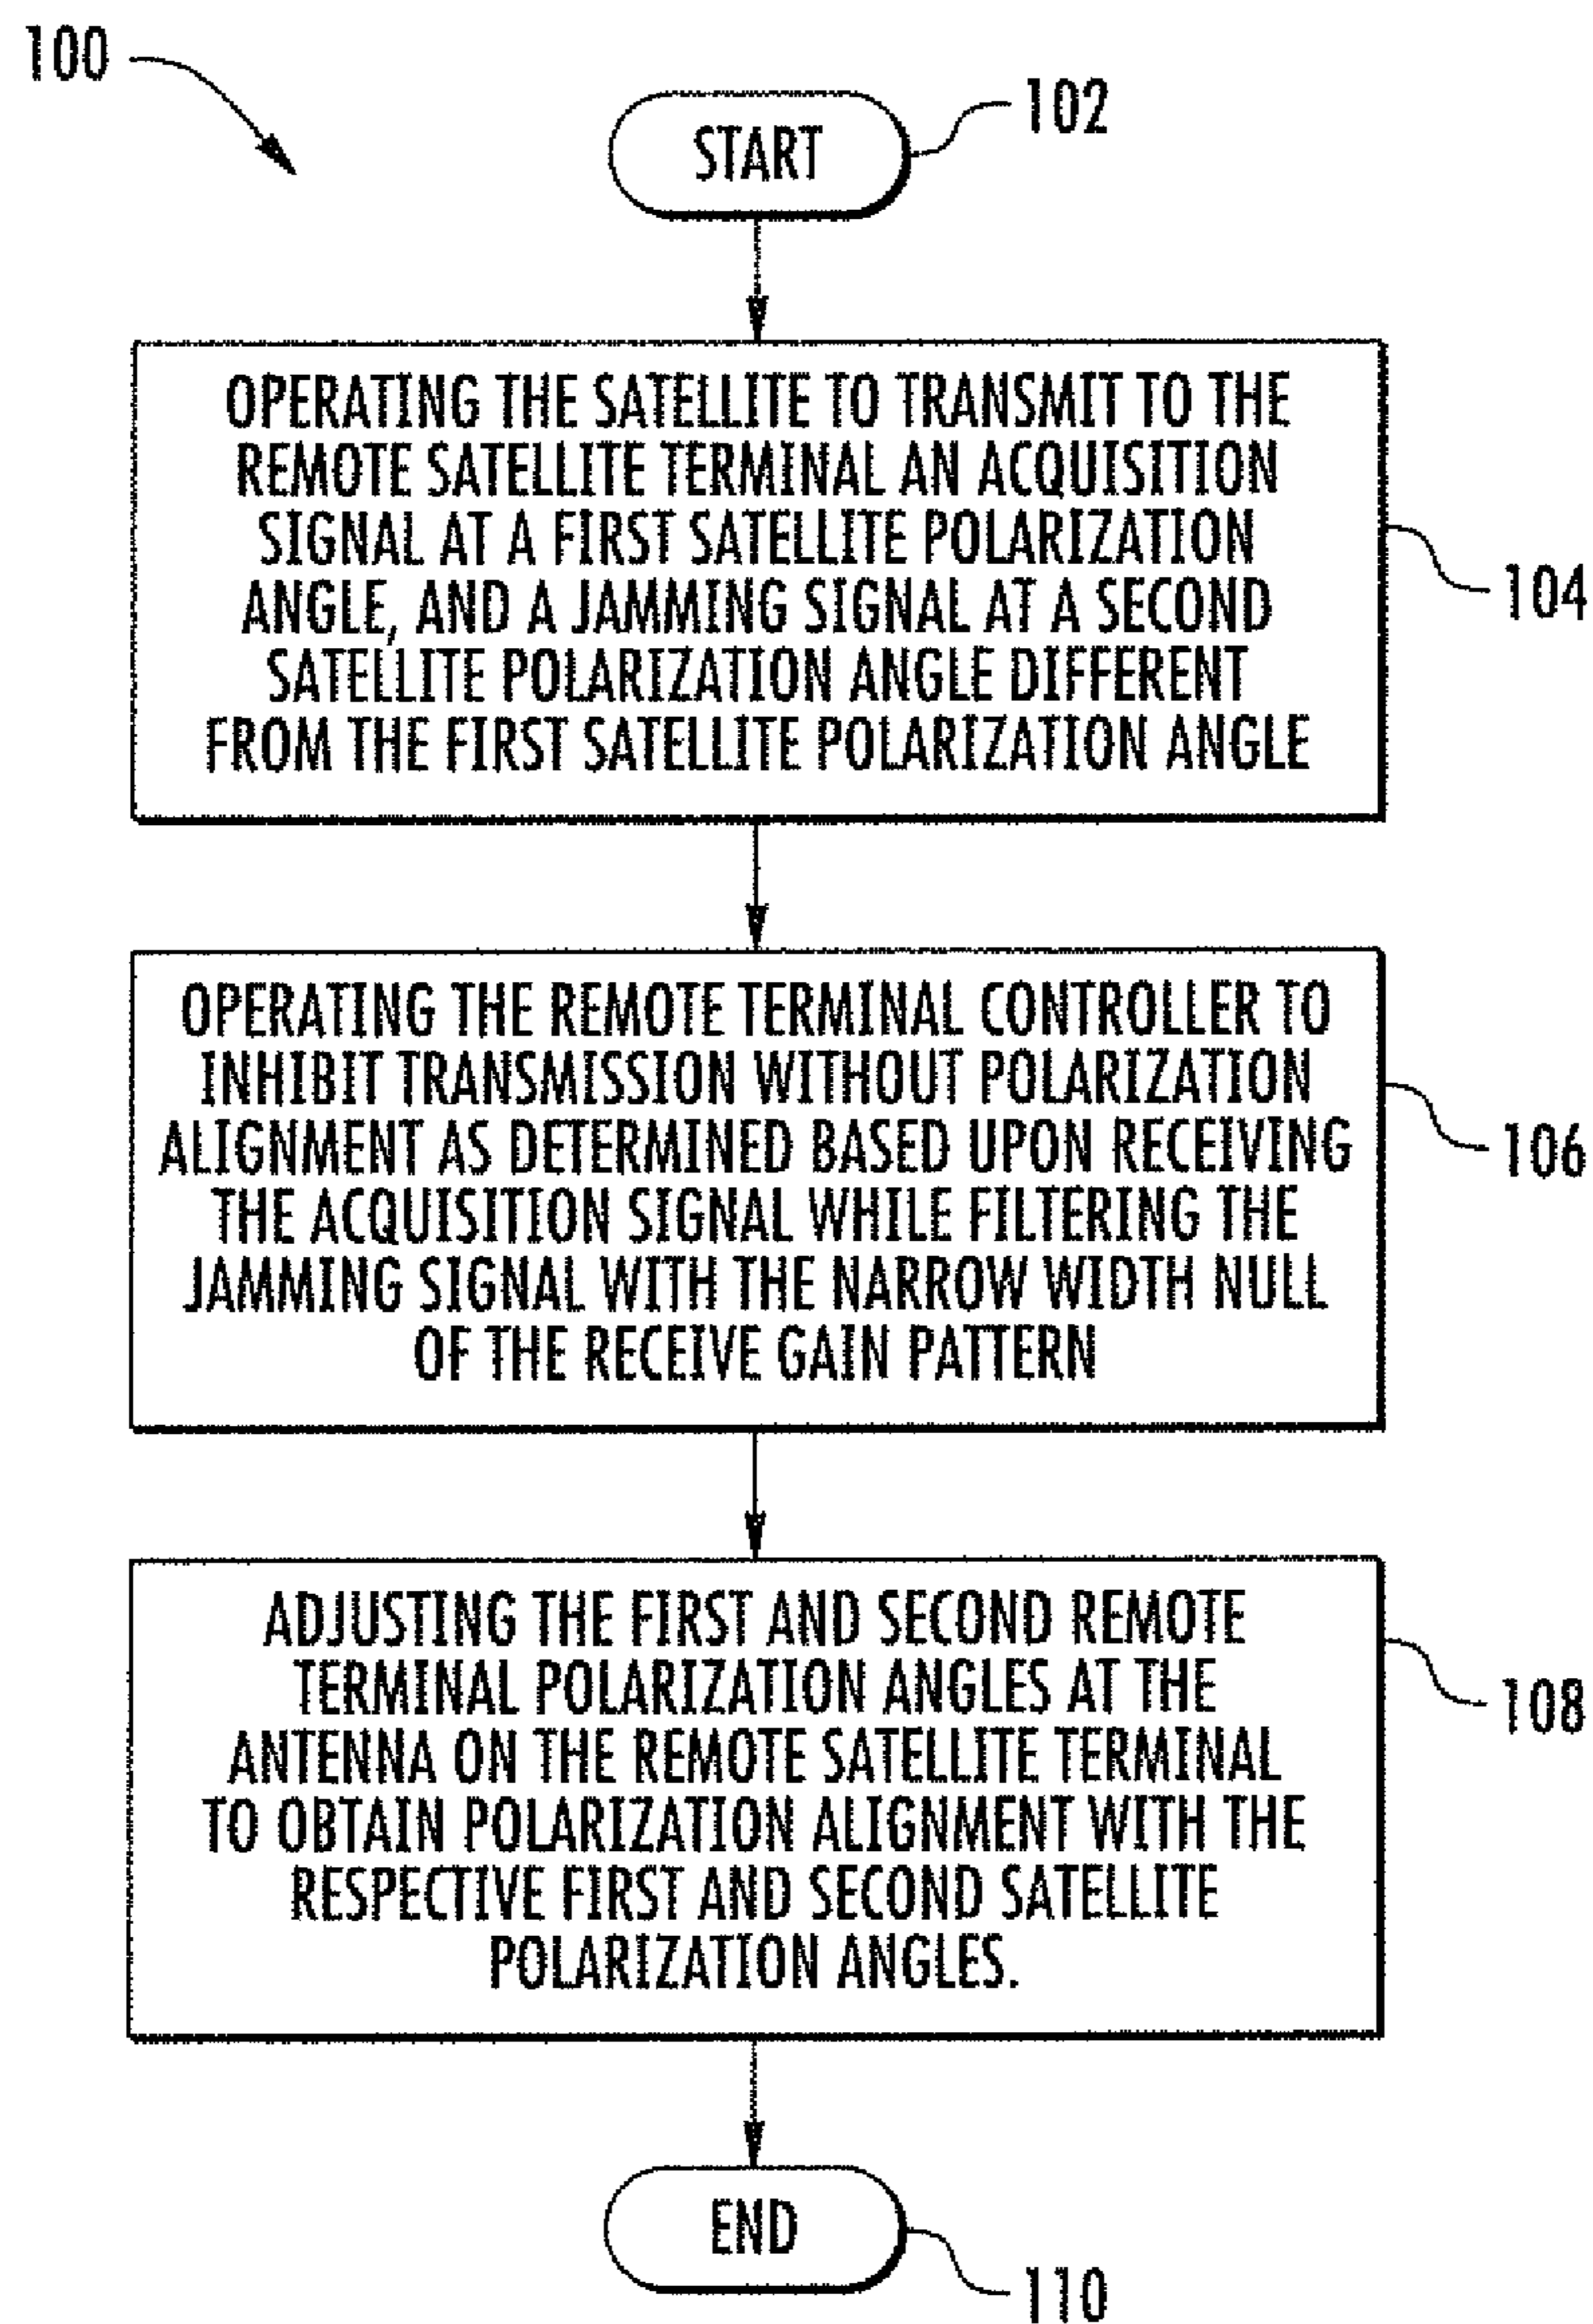 100
START
102
OPERATING THE SATELLITE TO TRANSMIT TO THE
REMOTE SATELLITE TERMINAL AN ACQUISITION
SIGNAL AT A FIRST SATELLITE POLARIZATION
ANGLE, AND A JAMMING SIGNAL AT A SECOND
SATELLITE POLARIZATION ANGLE DIFFERENT
FROM THE FIRST SATELLITE POLARIZATION ANGLE
104
OPERATING THE REMOTE TERMINAL CONTROLLER TO
INHIBIT TRANSMISSION WITHOUT POLARIZATION
ALIGNMENT AS DETERMINED BASED UPON RECEIVING
THE ACQUISITION SIGNAL WHILE FILTERING THE
JAMMING SIGNAL WITH THE NARROW WIDTH NULL
OF THE RECEIVE GAIN PATTERN
106
ADJUSTING THE FIRST AND SECOND REMOTE
TERMINAL POLARIZATION ANGLES AT THE
ANTENNA ON THE REMOTE SATELLITE TERMINAL
TO OBTAIN POLARIZATION ALIGNMENT WITH THE
RESPECTIVE FIRST AND SECOND SATELLITE
POLARIZATION ANGLES.
108
END
110